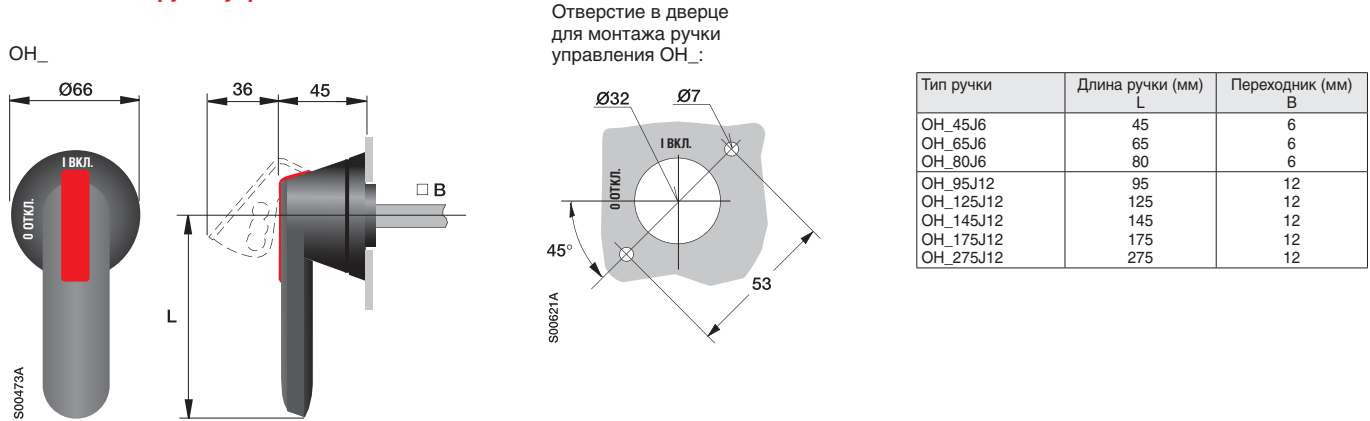 OH_
Ø66
36
45
I ВКЛ.
0 ОТКЛ.
□ B
L
S00473A
Отверстие в дверце
для монтажа ручки
управления OH_:
Ø32
Ø7
I ВКЛ.
0 ОТКЛ.
45°
53
S00621A
Тип ручки Длина ручки (мм) Переходник (мм)
L B
OH_45J6 45 6
OH_65J6 65 6
OH_80J6 80 6
OH_95J12 95 12
OH_125J12 125 12
OH_145J12 145 12
OH_175J12 175 12
OH_275J12 275 12